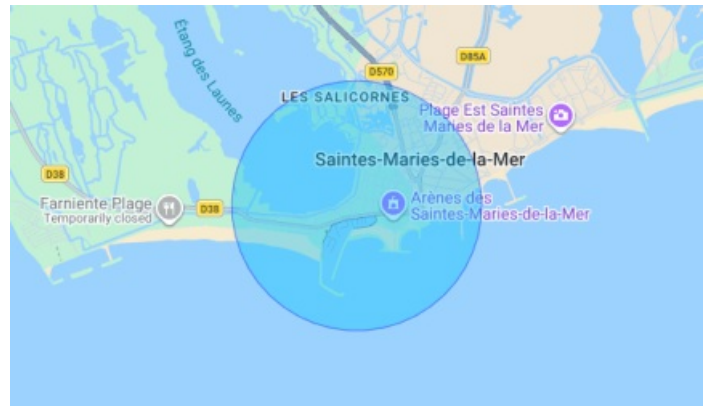 Étang des Launes
D85A
D570
LES SALICORNES
Plage Est Saintes
Maries de la Mer
Saintes-Maries-de-la-Mer
D38
Farniente Plage
Temporarily closed
D38
Arènes des
Saintes-Maries-de-la-Mer